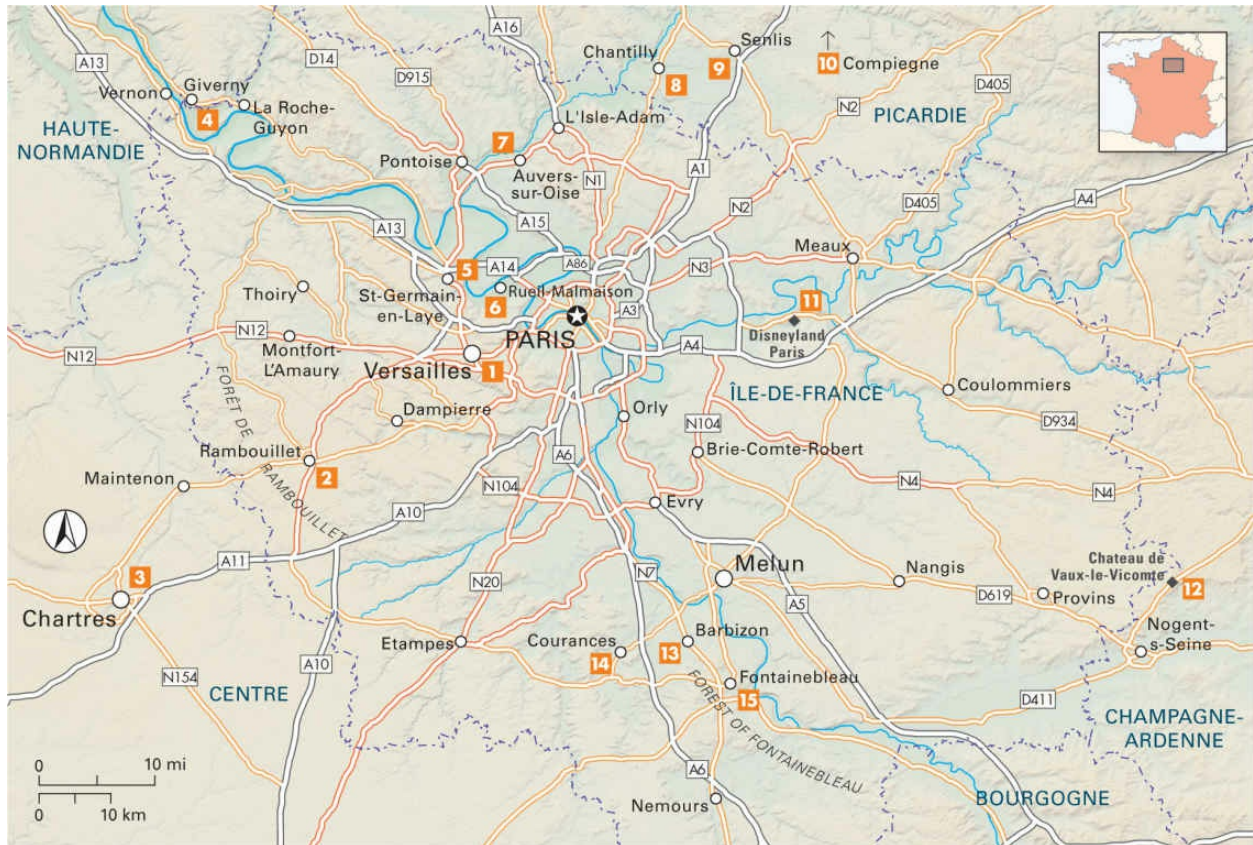 A16
Senlis
Chantilly
D14
A13
D915
10 Compiegne
9
8
D405
Vernon
Giverny
La Roche-
Guyon
4
N2
PICARDIE
HAUTE-
NORMANDIE
L'Isle-Adam
7
Pontoise
Auvers-
sur-Oise
N1
A1
D405
A4
N2
A15
A13
Meaux
5
A14
A86
N3
Thoiry
St-Germain-
en-Laye
6
Rueil-Malmaison
11
A3
N12
PARIS
Disneyland
Paris
N12
Montfort-
L'Amaury
Versailles
1
A4
FORÊT DE RAMBOUILLET
ÎLE-DE-FRANCE
Coulommiers
Dampierre
Orly
N104
D934
Rambouillet
A6
Brie-Comte-Robert
2
Maintenon
N104
N4
N4
Evry
A10
A11
Chateau de
Vaux-le-Vicomte
12
3
Melun
N7
Nangis
N20
A5
D619
Provins
Chartres
Etampes
Courances
Barbizon
Nogent-
s-Seine
14
13
A10
N154
CENTRE
Fontainebleau
15
D411
FOREST OF FONTAINEBLEAU
CHAMPAGNE-
ARDENNE
A6
0 10 mi
0 10 km
Nemours
BOURGOGNE